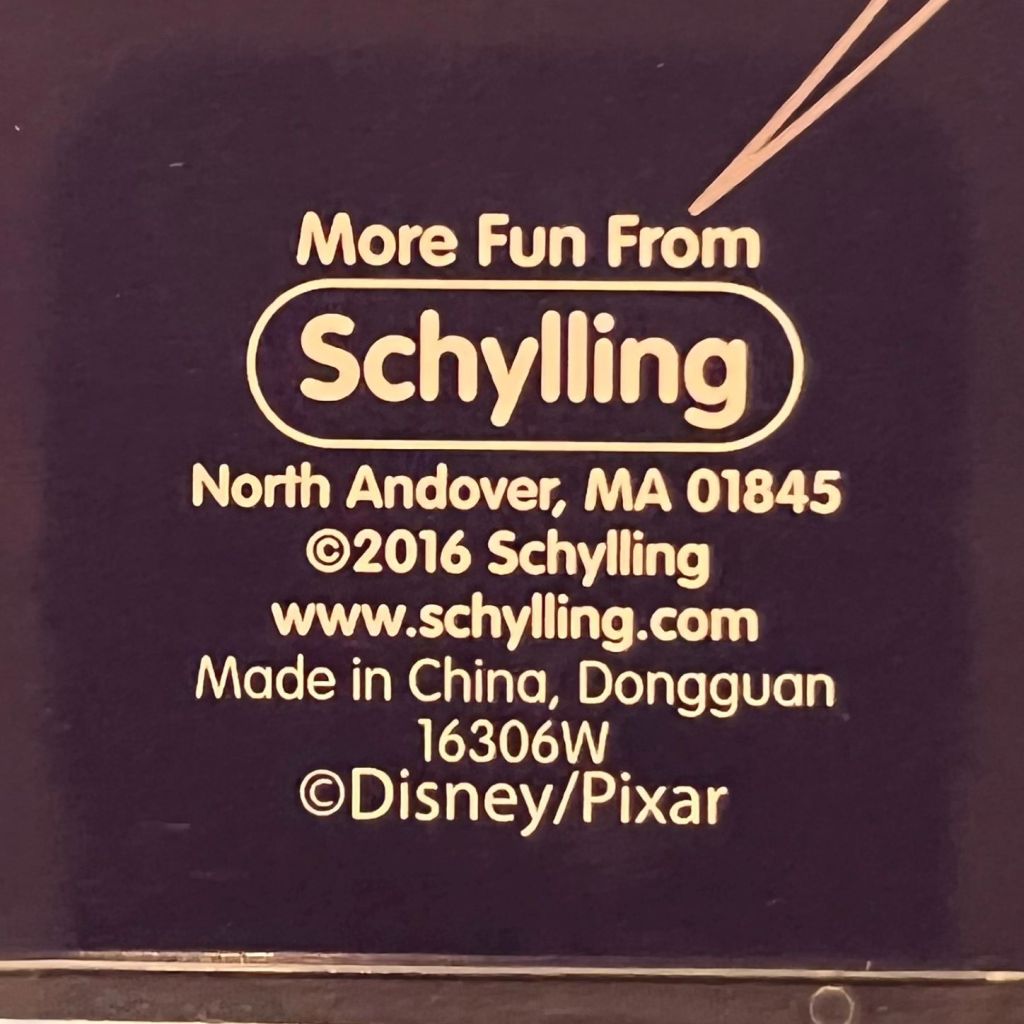 More Fun From
Schylling
North Andover, MA 01845
©2016 Schylling
www.schylling.com
Made in China, Dongguan
16306W
©Disney/Pixar